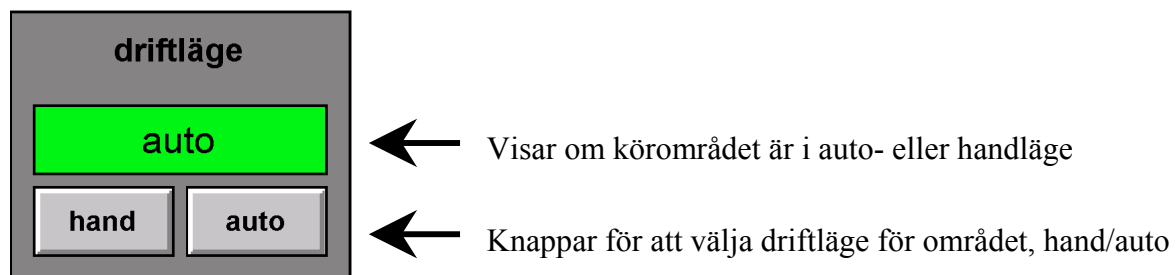 driftläge
auto
Visar om körområdet är i auto- eller handläge
hand auto
Knappar för att välja driftläge för området, hand/auto